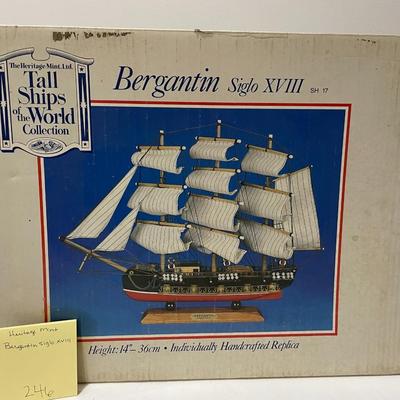 The Heritage Mint, Ltd.
Tall
Ships
of the
World
Collection
Bergantin Siglo XVIII SH 17
Height: 14"–36cm • Individually Handcrafted Replica
Heritage Mint
Bergantin Siglo XVIII
246